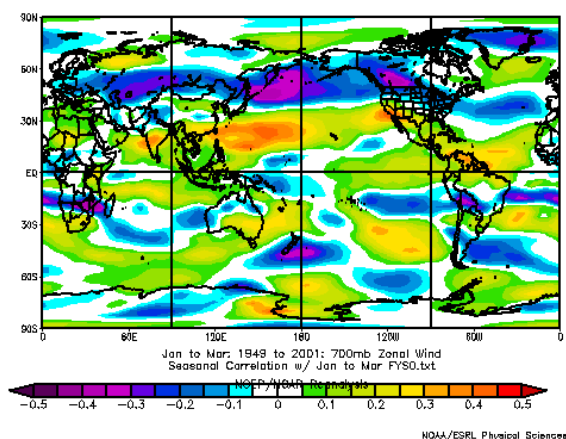 90N
60N
30N
EQ
30S
60S
90S
0 60E 120E 180 120W 60W 0
Jan to Mar: 1949 to 2001: 700mb Zonal Wind
Seasonal Correlation w/ Jan to Mar FYSO.txt
NCEP/NCAR Reanalysis
-0.5 -0.4 -0.3 -0.2 -0.1 0 0.1 0.2 0.3 0.4 0.5
NOAA/ESRL Physical Sciences